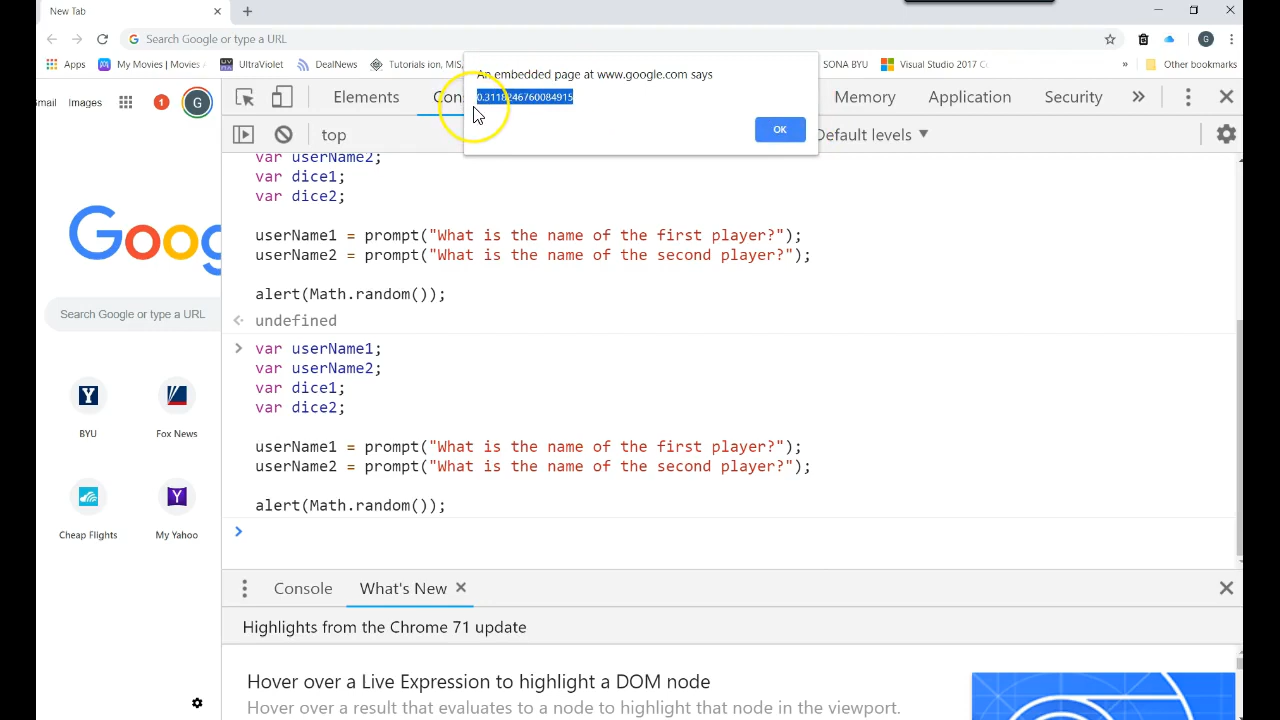 New Tab
Search Google or type a URL
Apps
My Movies | Movies
UltraViolet
DealNews
Tutorials ion, MIS,
SONA BYU
Visual Studio 2017 C
»
Other bookmarks
An embedded page at www.google.com says
0.3118246760084915
OK
mail Images 1 G
Elements
Con
Memory
Application
Security
»
top
Default levels ▼
var userName2;
var dice1;
var dice2;
userName1 = prompt("What is the name of the first player?");
userName2 = prompt("What is the name of the second player?");
alert(Math.random());
undefined
var userName1;
var userName2;
var dice1;
var dice2;
userName1 = prompt("What is the name of the first player?");
userName2 = prompt("What is the name of the second player?");
alert(Math.random());
Goog
Search Google or type a URL
BYU
Fox News
Cheap Flights
My Yahoo
Console
What's New
Highlights from the Chrome 71 update
Hover over a Live Expression to highlight a DOM node
Hover over a result that evaluates to a node to highlight that node in the viewport.